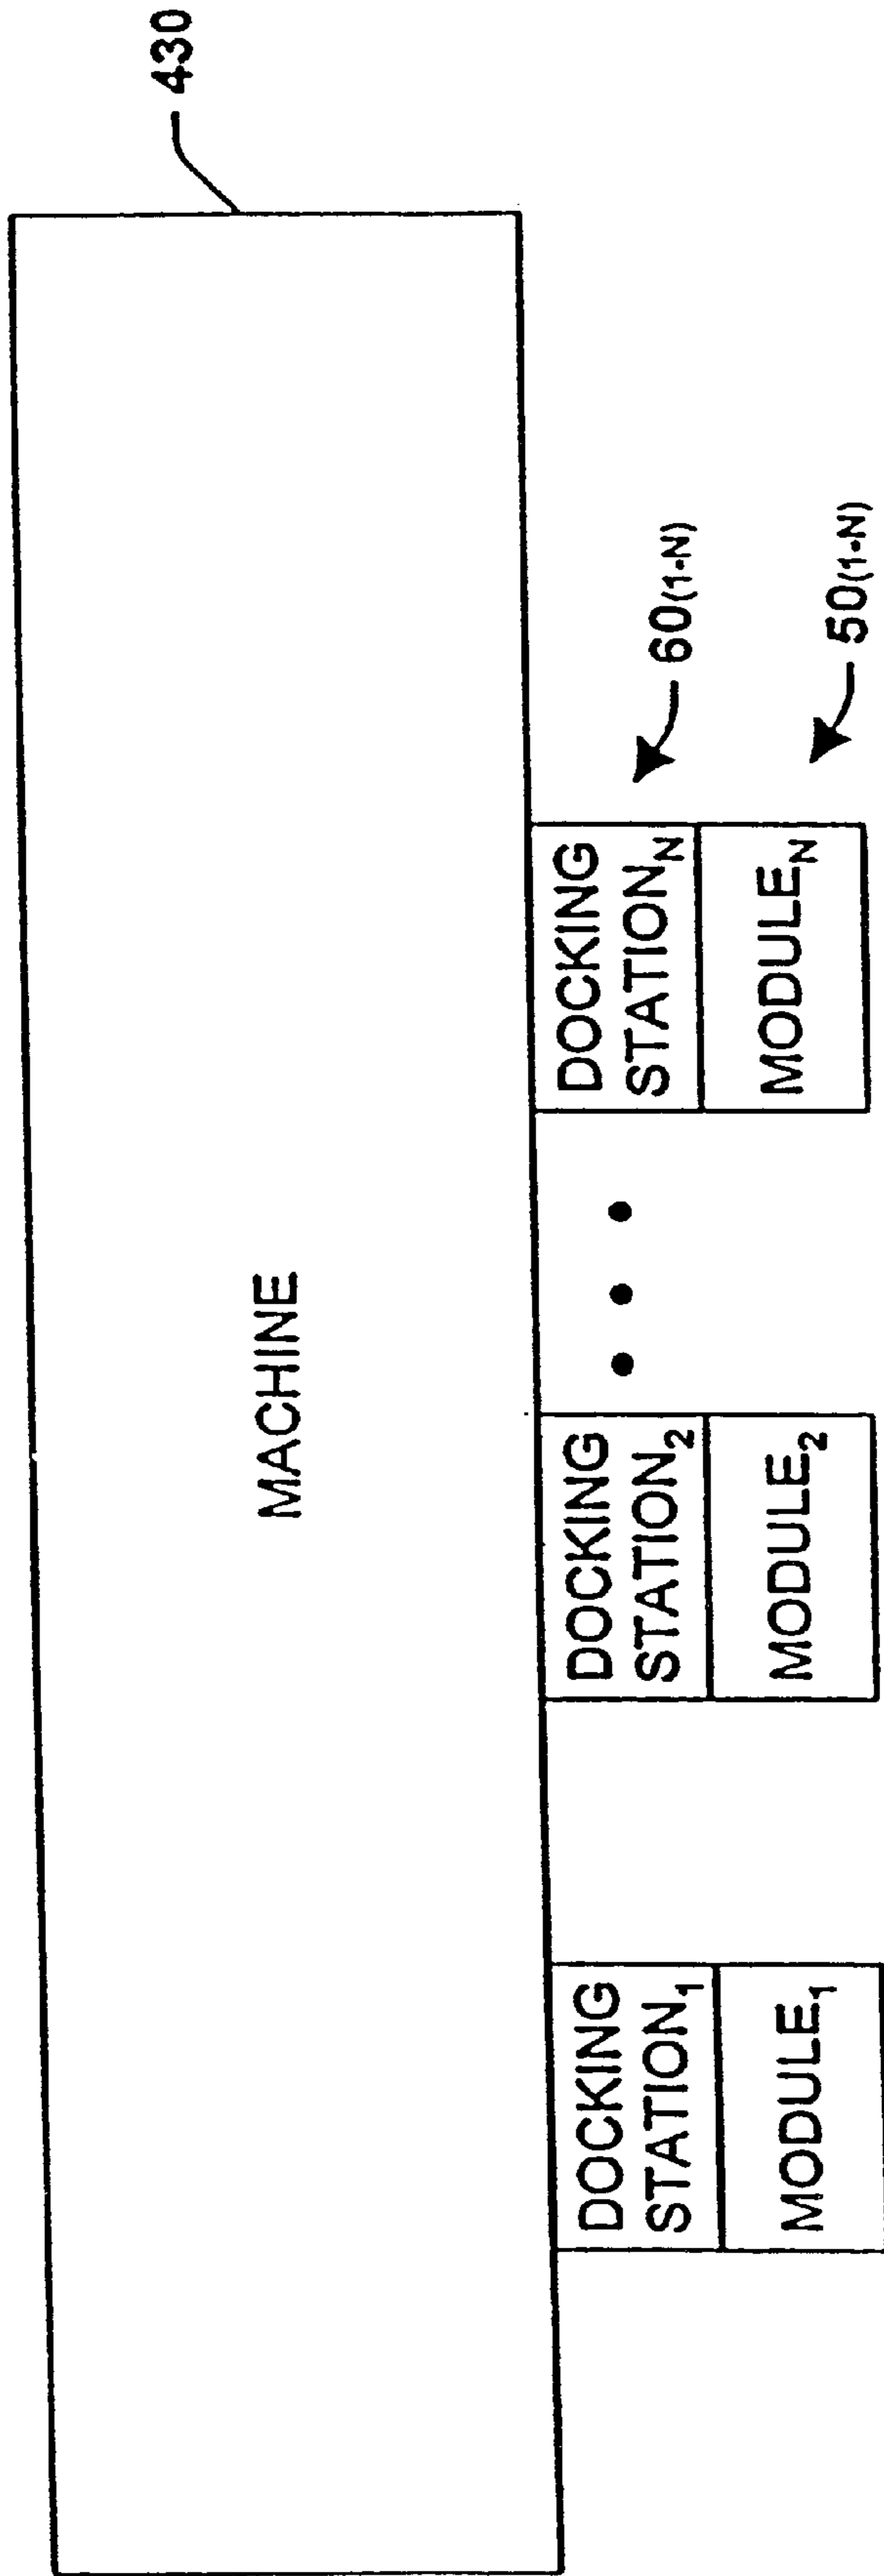 430
MACHINE
60(1-N)
50(1-N)
DOCKING
STATION1
MODULE1
DOCKING
STATION2
MODULE2
DOCKING
STATIONN
MODULEN